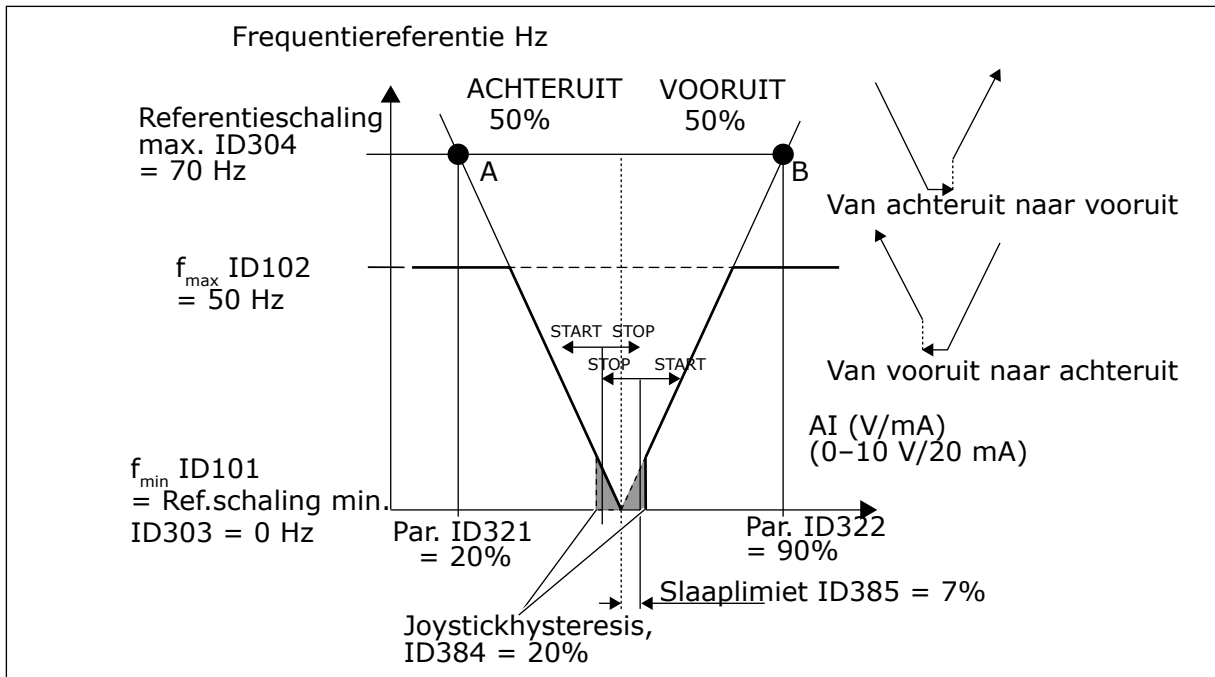 Frequentiereferentie Hz
ACHTERUIT
50%
VOORUIT
50%
Referentieschaling
max. ID304
= 70 Hz
A
B
Van achteruit naar vooruit
fmax ID102
= 50 Hz
START STOP
STOP START
Van vooruit naar achteruit
AI (V/mA)
(0–10 V/20 mA)
fmin ID101
= Ref.schaling min.
ID303 = 0 Hz
Par. ID321
= 20%
Par. ID322
= 90%
Slaaplimiet ID385 = 7%
Joystickhysteresis,
ID384 = 20%